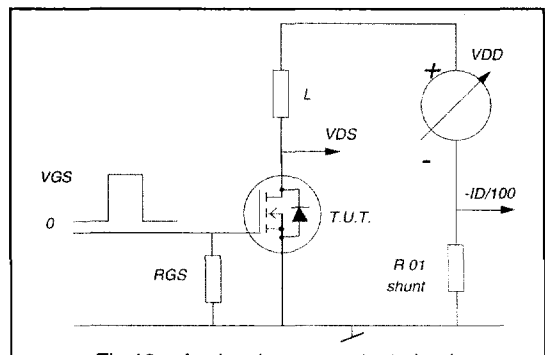 VDD
+
L
VDS
-
VGS
-ID/100
0
T.U.T.
RGS
R 01
shunt